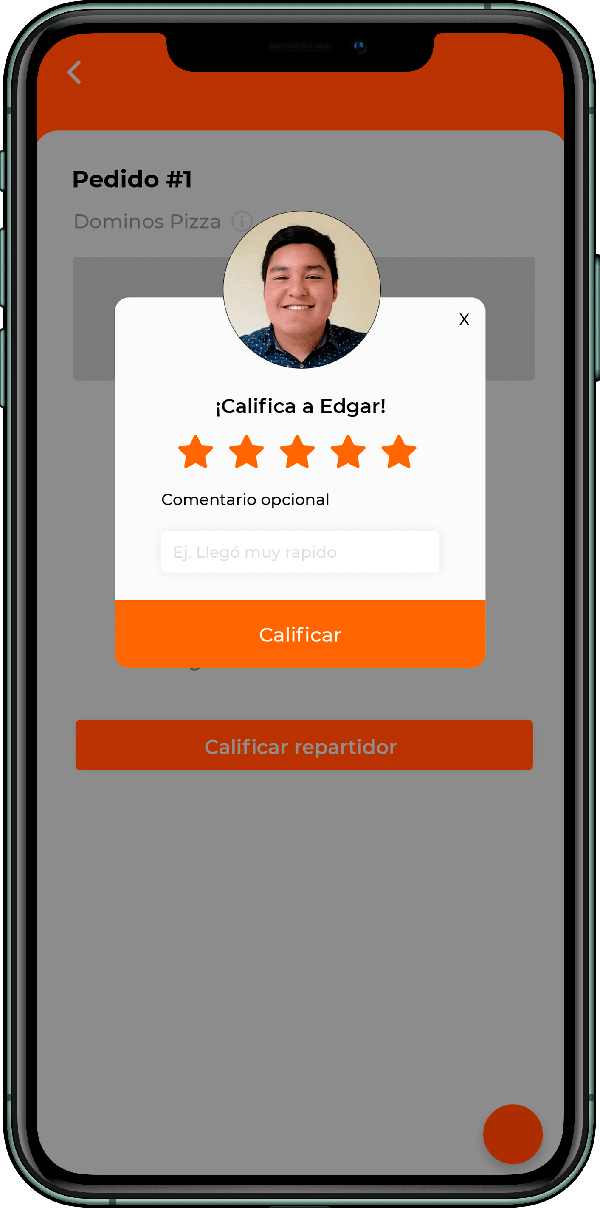 Pedido #1
Dominos Pizza
X
¡Califica a Edgar!
Comentario opcional
Ej. Llegó muy rapido
Calificar
Calificar repartidor